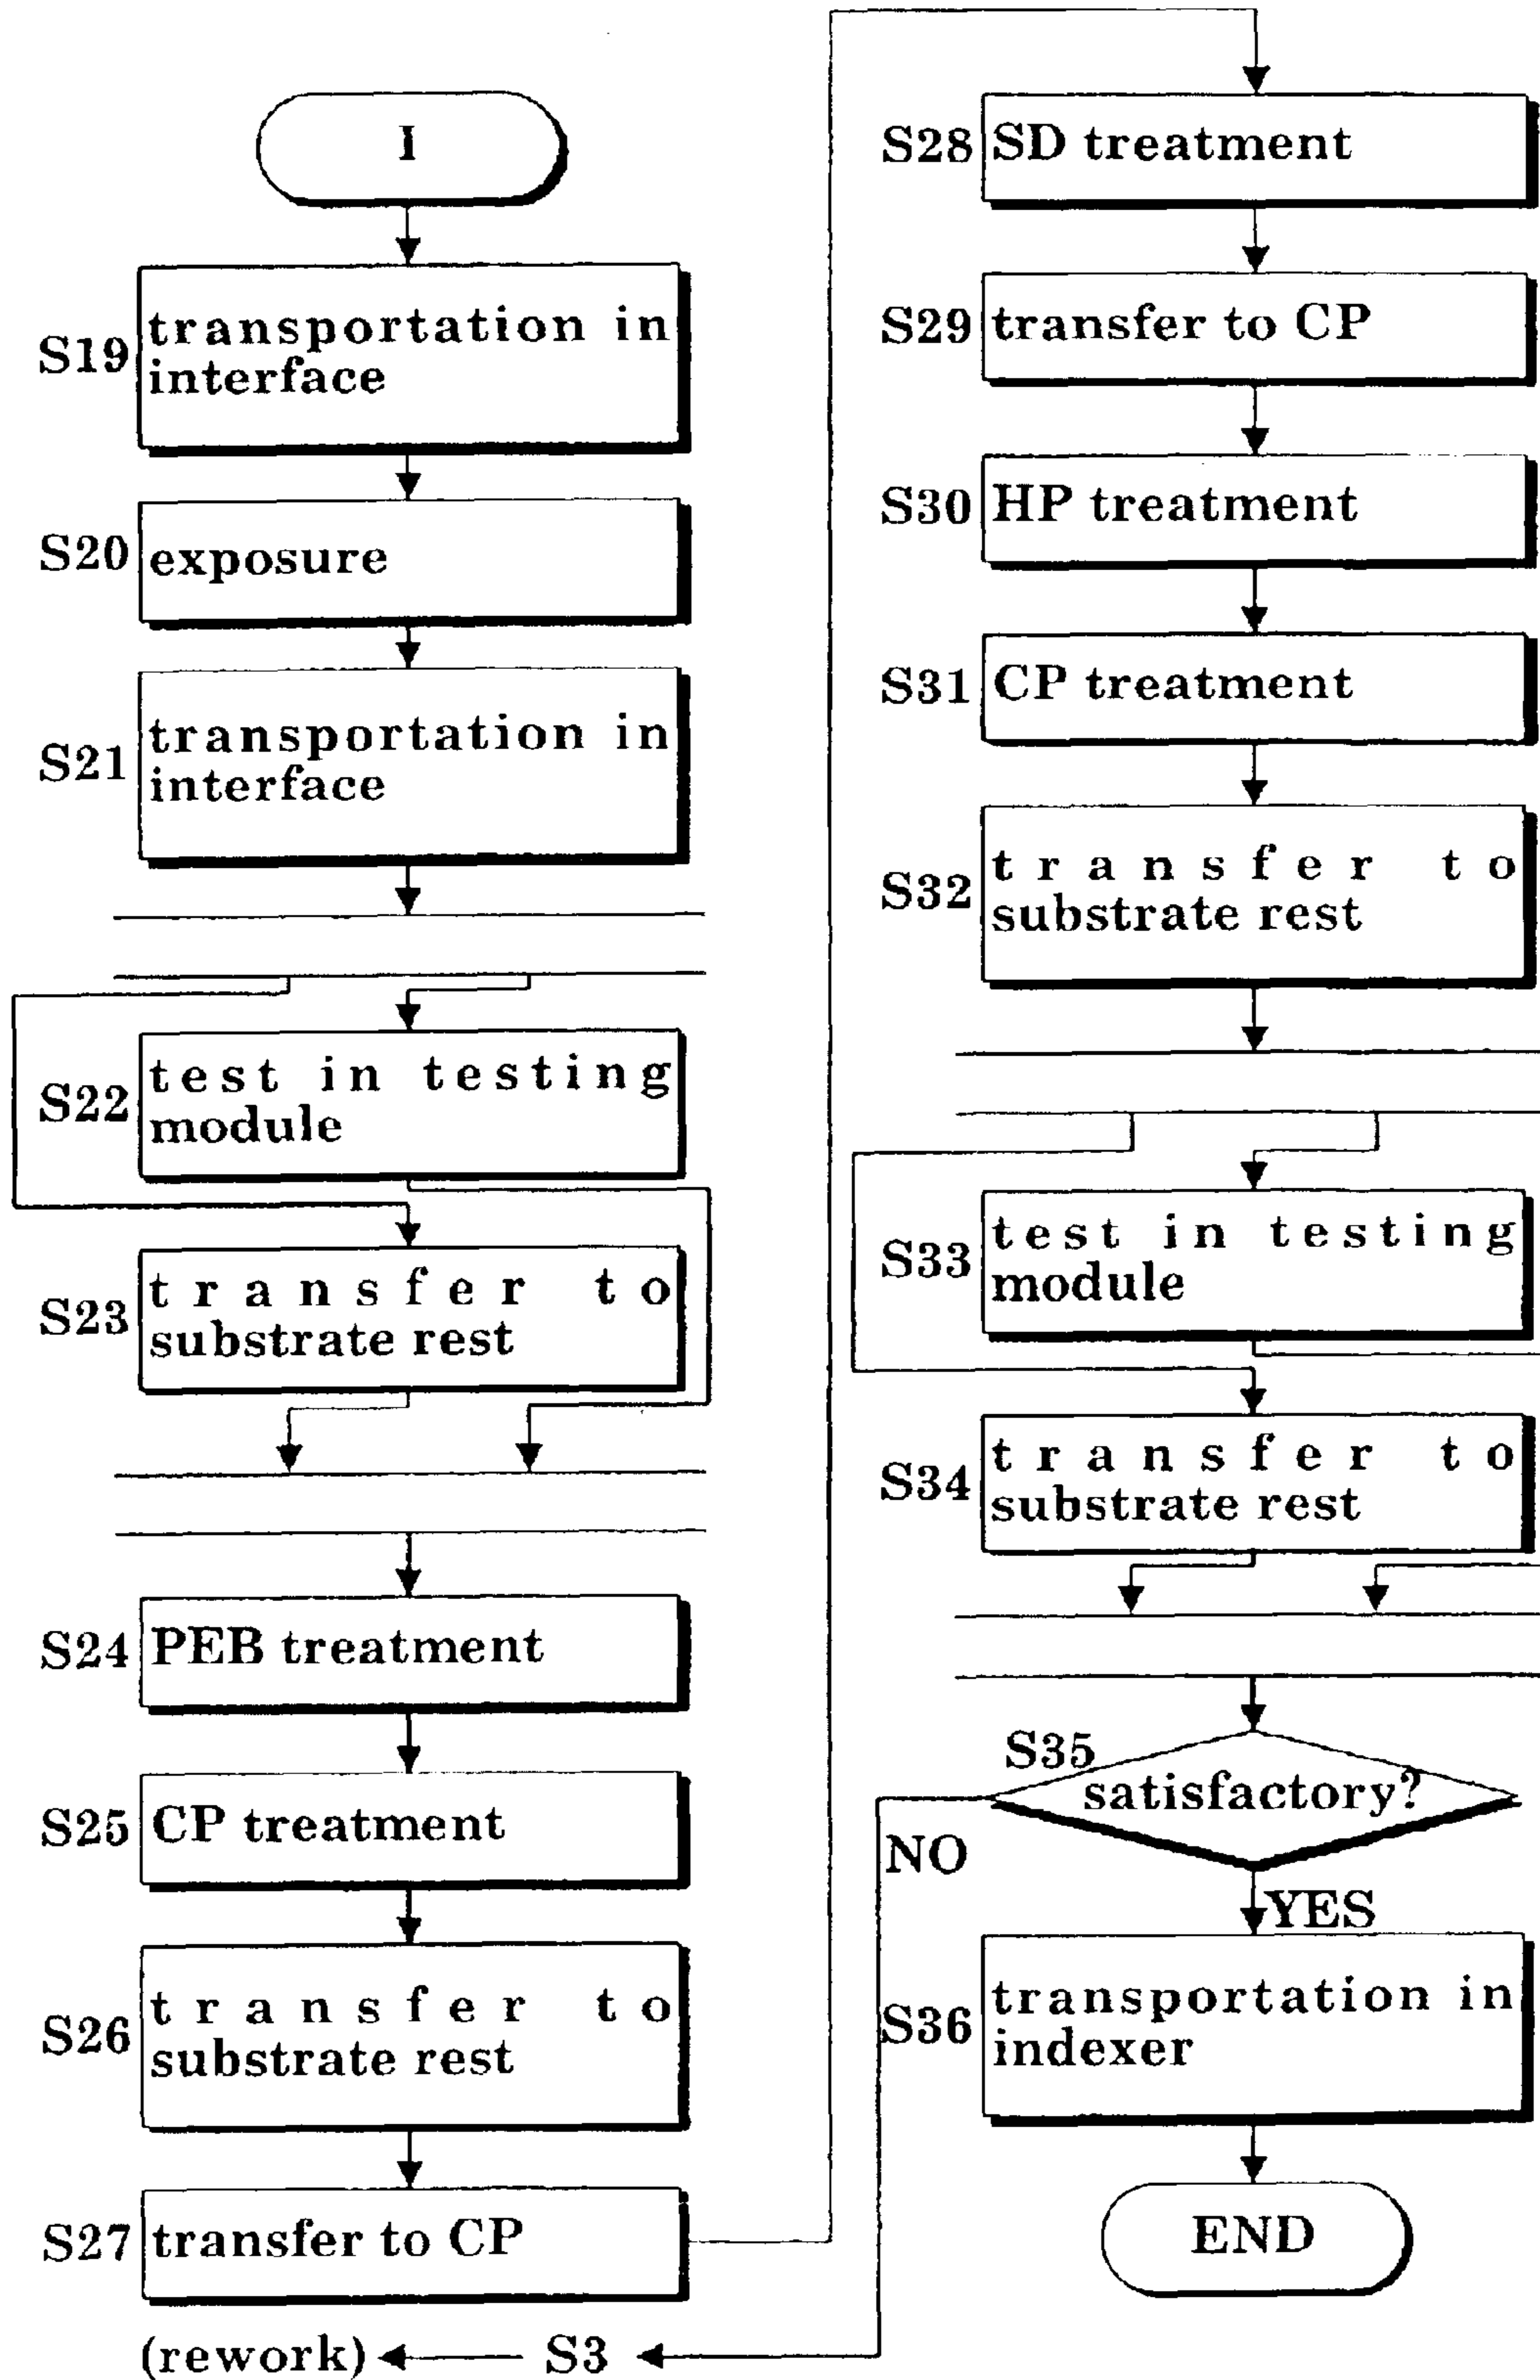 I
S19
transportation in
interface
S20
exposure
S21
transportation in
interface
S22
test in testing
module
S23
transfer to
substrate rest
S24
PEB treatment
S25
CP treatment
S26
transfer to
substrate rest
S27
transfer to CP
S28
SD treatment
S29
transfer to CP
S30
HP treatment
S31
CP treatment
S32
transfer to
substrate rest
S33
test in testing
module
S34
transfer to
substrate rest
S35
satisfactory?
NO
YES
S36
transportation in
indexer
END
(rework)
S3